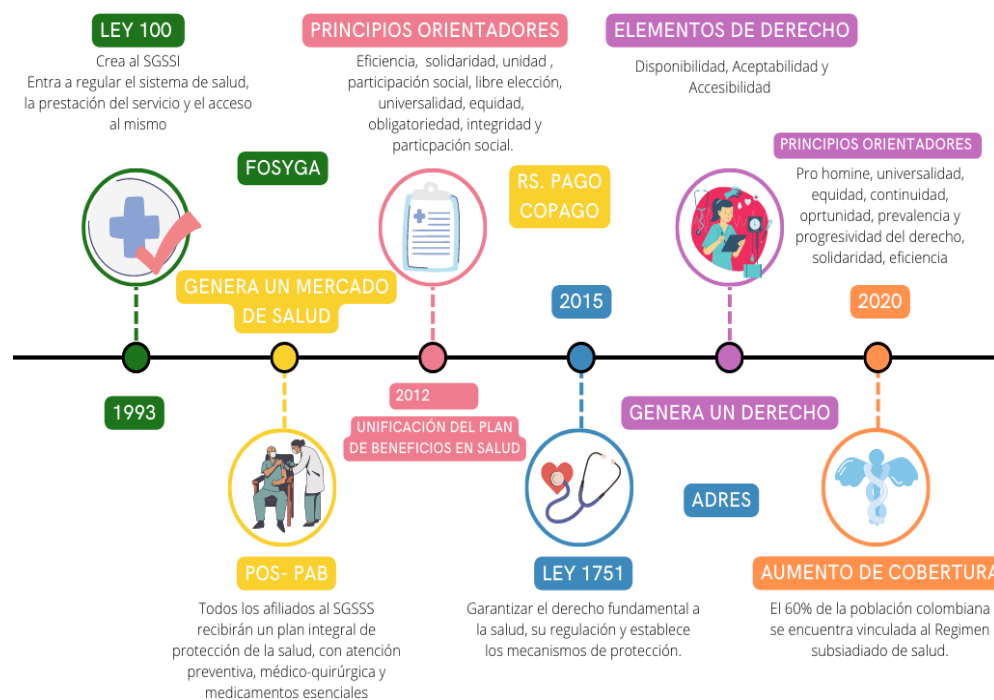 LEY 100
Crea al SGSSI
Entra a regular el sistema de salud,
la prestación del servicio y el acceso
al mismo
PRINCIPIOS ORIENTADORES
Eficiencia, solidaridad, unidad ,
participación social, libre elección,
universalidad, equidad,
obligatoriedad, integridad y
particpación social.
ELEMENTOS DE DERECHO
Disponibilidad, Aceptabilidad y
Accesibilidad
FOSYGA
RS. PAGO
COPAGO
PRINCIPIOS ORIENTADORES
Pro homine, universalidad,
equidad, continuidad,
oprtunidad, prevalencia y
progresividad del derecho,
solidaridad, eficiencia
GENERA UN MERCADO
DE SALUD
2015
2020
1993
2012
UNIFICACIÓN DEL PLAN
DE BENEFICIOS EN SALUD
GENERA UN DERECHO
ADRES
POS- PAB
Todos los afiliados al SGSSS
recibirán un plan integral de
protección de la salud, con atención
preventiva, médico-quirúrgica y
medicamentos esenciales
LEY 1751
Garantizar el derecho fundamental a
la salud, su regulación y establece
los mecanismos de protección.
AUMENTO DE COBERTURA
El 60% de la población colombiana
se encuentra vinculada al Regimen
subsiadiado de salud.